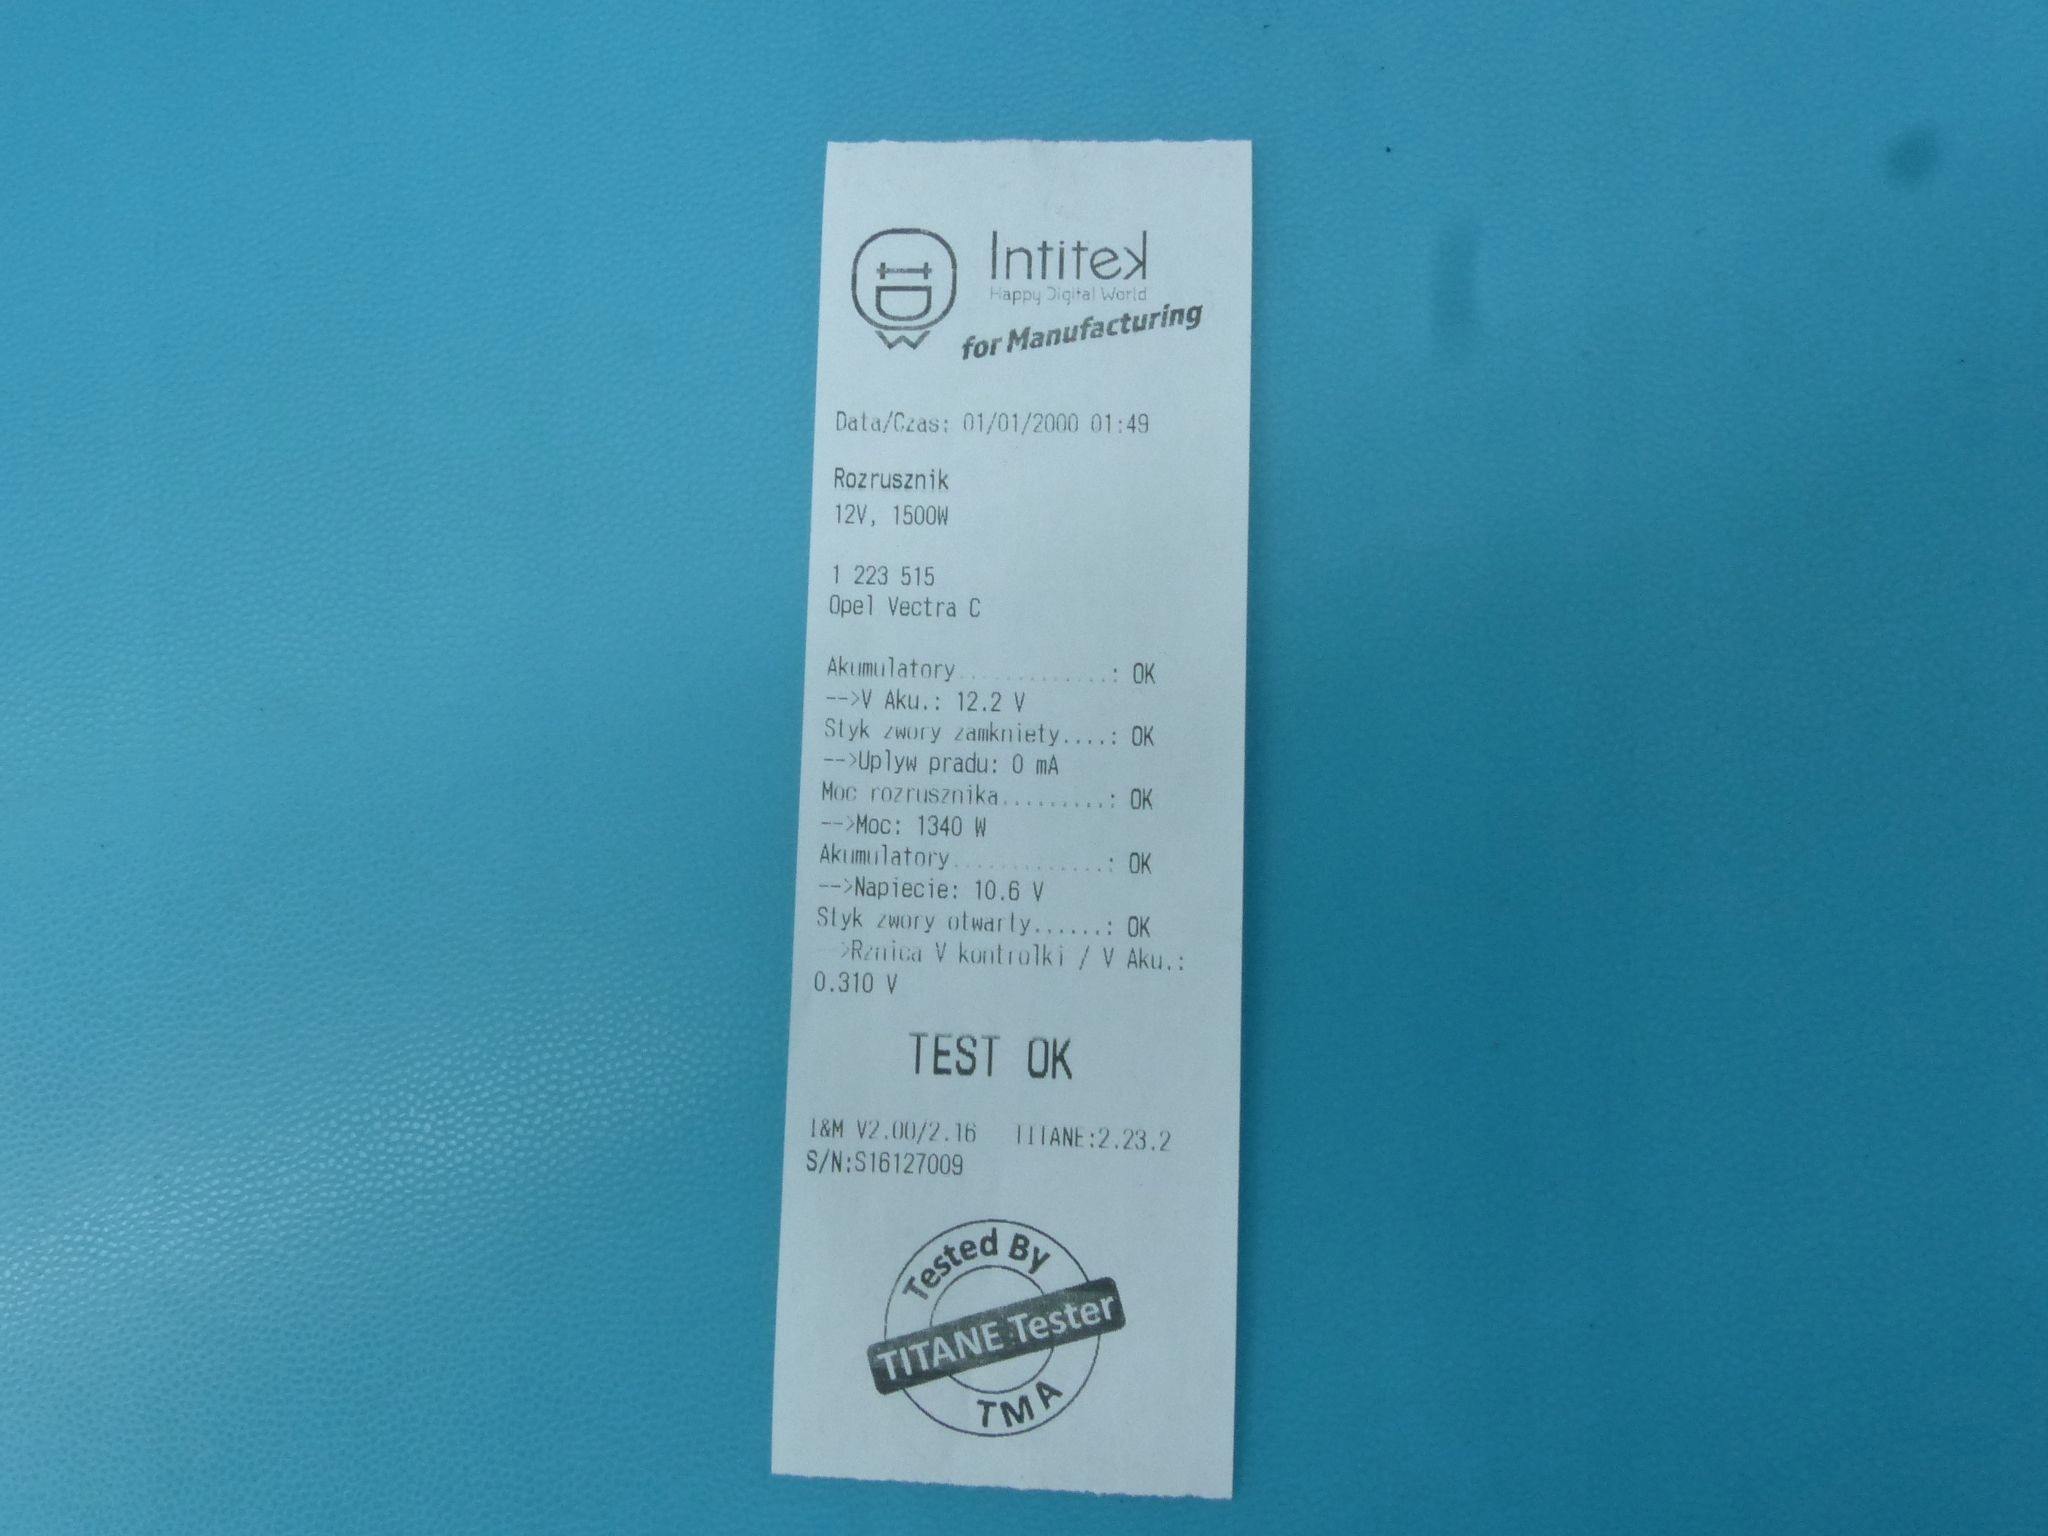 Intitek
Happy Digital World
for Manufacturing
Data/Czas: 01/01/2000 01:49
Rozrusznik
12V, 1500W
1 223 515
Opel Vectra C
Akumulatory.............: OK
-->V Aku.: 12.2 V
Styk zwory zamkniety....: OK
-->Uplyw pradu: 0 mA
Moc rozrusznika.........: OK
-->Moc: 1340 W
Akumulatory.............: OK
-->Napiecie: 10.6 V
Styk zwory otwarty......: OK
-->Rznica V kontrolki / V Aku.:
0.310 V
TEST OK
I&M V2.00/2.16 TITANE:2.23.2
S/N:S16127009
Tested By
TITANE Tester
TMA